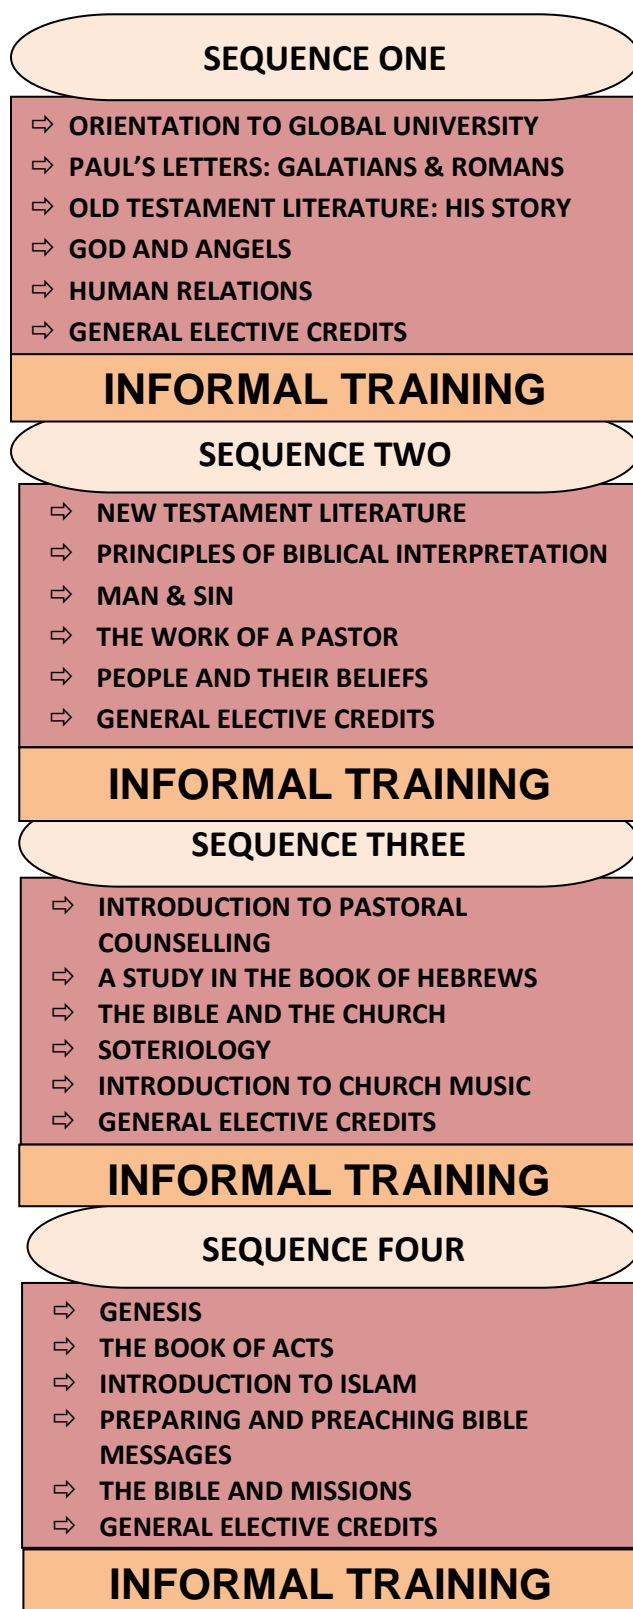 SEQUENCE ONE
⇨ ORIENTATION TO GLOBAL UNIVERSITY
⇨ PAUL’S LETTERS: GALATIANS & ROMANS
⇨ OLD TESTAMENT LITERATURE: HIS STORY
⇨ GOD AND ANGELS
⇨ HUMAN RELATIONS
⇨ GENERAL ELECTIVE CREDITS
INFORMAL TRAINING
SEQUENCE TWO
⇨ NEW TESTAMENT LITERATURE
⇨ PRINCIPLES OF BIBLICAL INTERPRETATION
⇨ MAN & SIN
⇨ THE WORK OF A PASTOR
⇨ PEOPLE AND THEIR BELIEFS
⇨ GENERAL ELECTIVE CREDITS
INFORMAL TRAINING
SEQUENCE THREE
⇨ INTRODUCTION TO PASTORAL
COUNSELLING
⇨ A STUDY IN THE BOOK OF HEBREWS
⇨ THE BIBLE AND THE CHURCH
⇨ SOTERIOLOGY
⇨ INTRODUCTION TO CHURCH MUSIC
⇨ GENERAL ELECTIVE CREDITS
INFORMAL TRAINING
SEQUENCE FOUR
⇨ GENESIS
⇨ THE BOOK OF ACTS
⇨ INTRODUCTION TO ISLAM
⇨ PREPARING AND PREACHING BIBLE
MESSAGES
⇨ THE BIBLE AND MISSIONS
⇨ GENERAL ELECTIVE CREDITS
INFORMAL TRAINING